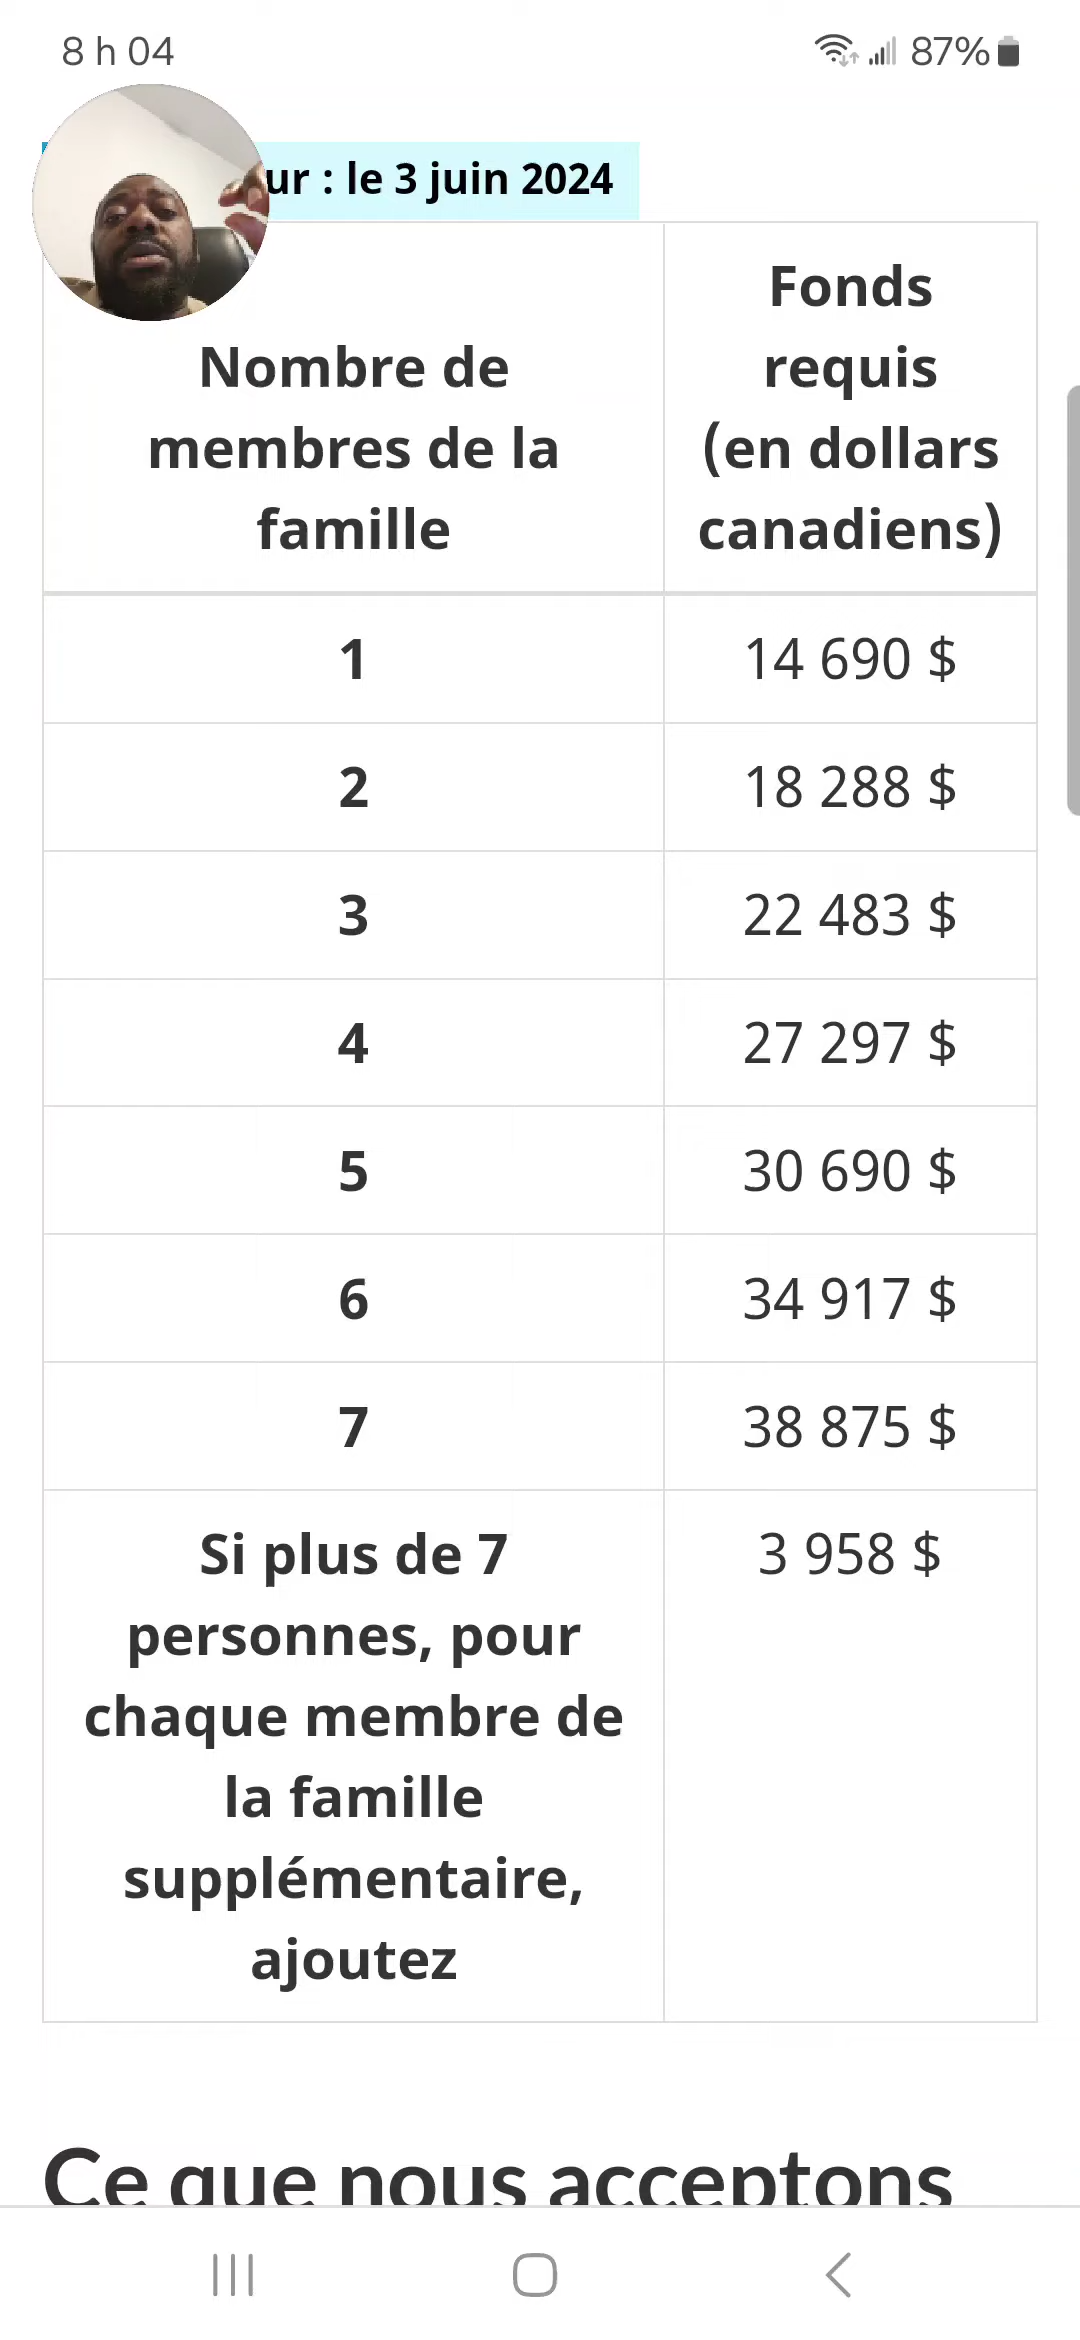 8 h 04
87%
ur : le 3 juin 2024
Nombre de
membres de la
famille
Fonds
requis
(en dollars
canadiens)
1
14 690 $
2
18 288 $
3
22 483 $
4
27 297 $
5
30 690 $
6
34 917 $
7
38 875 $
Si plus de 7
personnes, pour
chaque membre de
la famille
supplémentaire,
ajoutez
3 958 $
Ce que nous acceptons